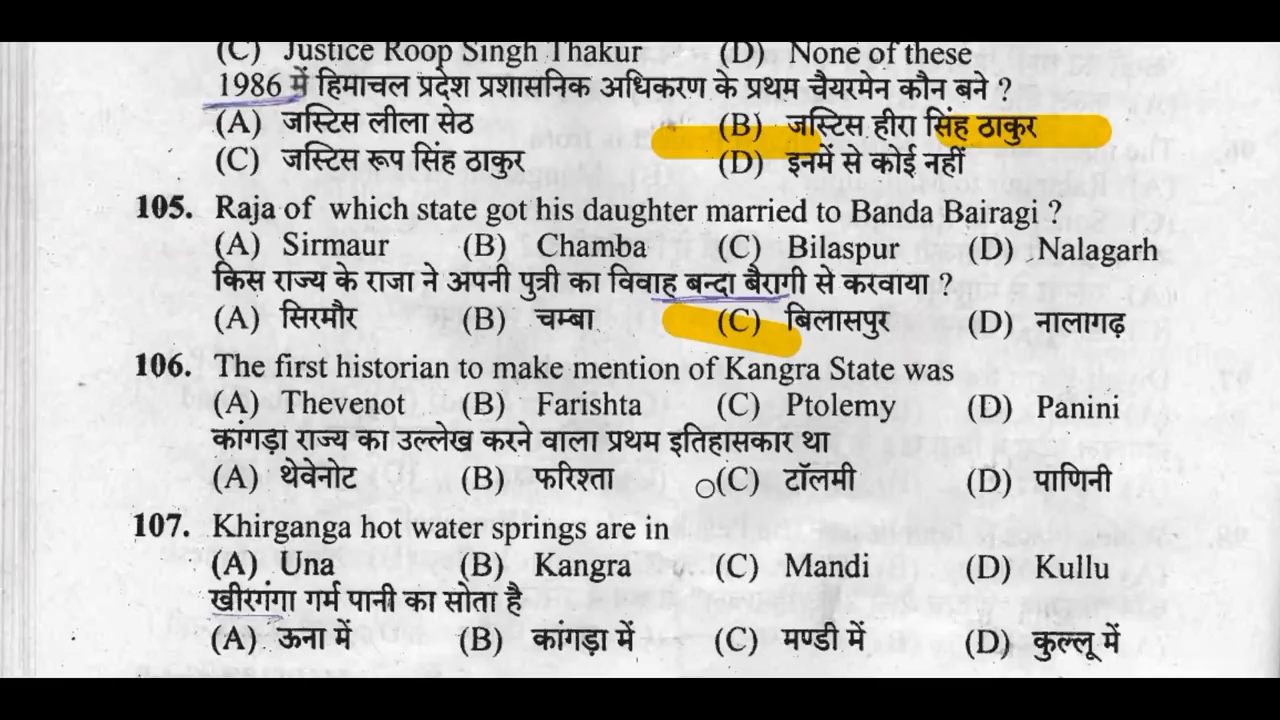 (C) Justice Roop Singh Thakur (D) None of these
1986 में हिमाचल प्रदेश प्रशासनिक अधिकरण के प्रथम चैयरमेन कौन बने ?
(A) जस्टिस लीला सेठ (B) जस्टिस हीरा सिंह ठाकुर
(C) जस्टिस रूप सिंह ठाकुर (D) इनमें से कोई नहीं
105. Raja of which state got his daughter married to Banda Bairagi ?
(A) Sirmaur (B) Chamba (C) Bilaspur (D) Nalagarh
किस राज्य के राजा ने अपनी पुत्री का विवाह बन्दा बैरागी से करवाया ?
(A) सिरमौर (B) चम्बा (C) बिलासपुर (D) नालागढ़
106. The first historian to make mention of Kangra State was
(A) Thevenot (B) Farishta (C) Ptolemy (D) Panini
कांगड़ा राज्य का उल्लेख करने वाला प्रथम इतिहासकार था
(A) थेवेनोट (B) फरिश्ता (C) टॉलमी (D) पाणिनी
107. Khirganga hot water springs are in
(A) Una (B) Kangra (C) Mandi (D) Kullu
खीरगंगा गर्म पानी का सोता है
(A) ऊना में (B) कांगड़ा में (C) मण्डी में (D) कुल्लू में